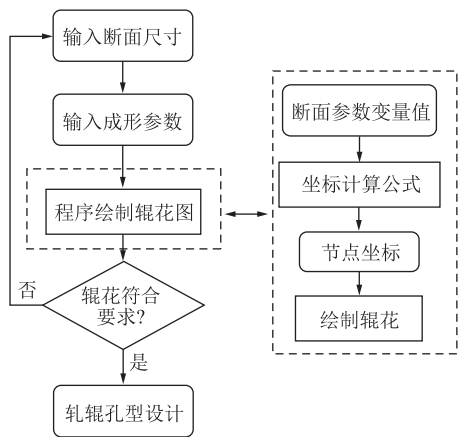 输入断面尺寸
输入成形参数
程序绘制辊花图
辊花符合
要求?
否
是
轧辊孔型设计
断面参数变量值
坐标计算公式
节点坐标
绘制辊花